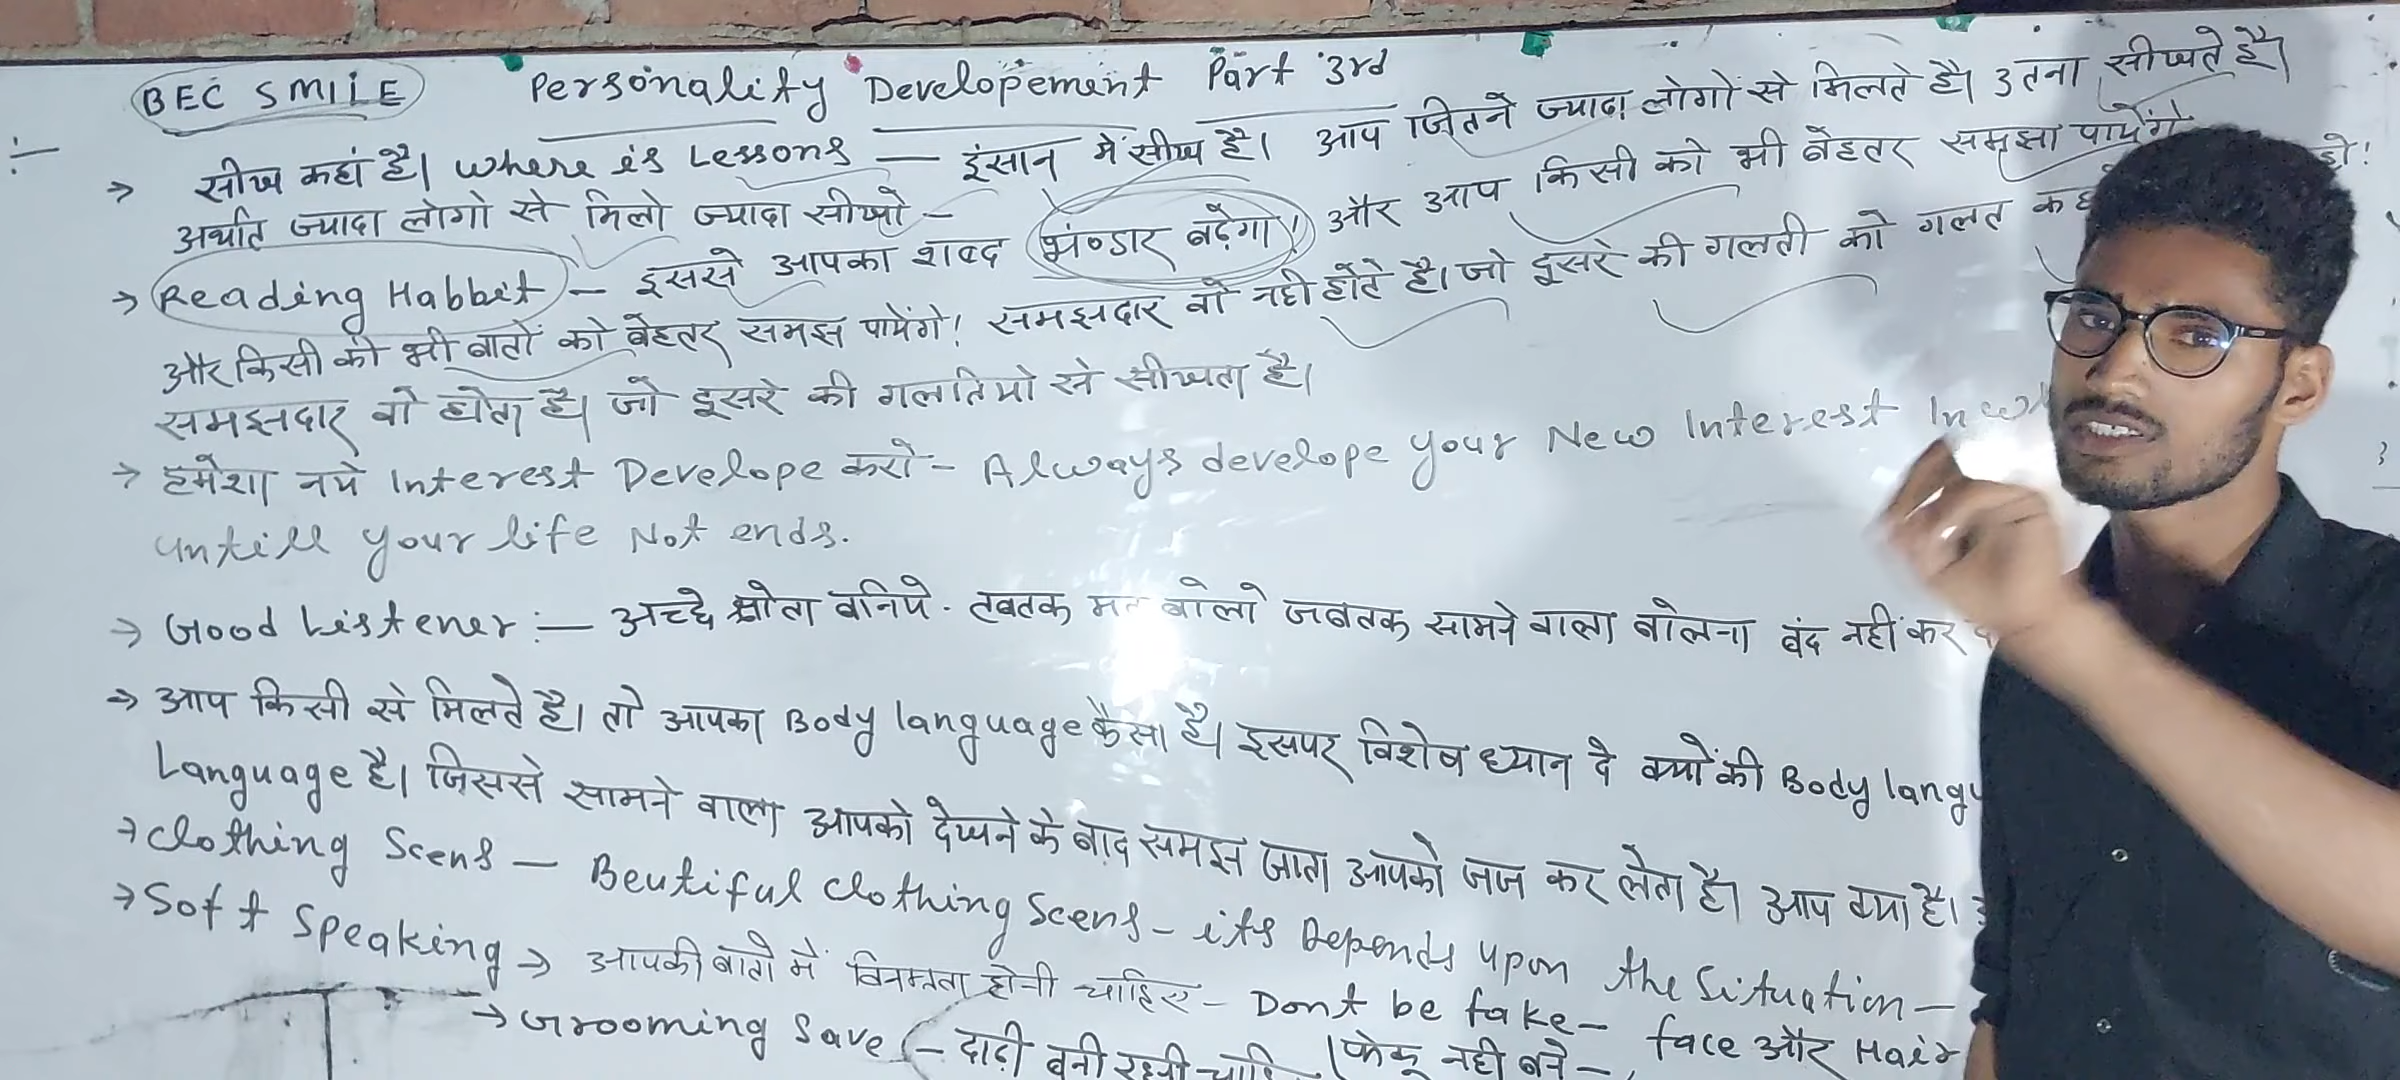 BEC SMILE Personality Developement Part 3rd
→ सीख कहां है। where is Lessons — इंसान में सीख है। आप जितने ज्यादा लोगों से मिलते है। उतना सीखते है।
अर्थात ज्यादा लोगो से मिलो ज्यादा सीखो –
→ Reading Habbit – इससे आपका शब्द भंण्डार बढ़ेगा! और आप किसी को भी बेहतर समझा पायेंगे
और किसी की भी बातों को बेहतर समझ पायेंगे! समझदार वो नही होते है। जो दूसरे की गलती को गलत हो!
समझदार वो होता है। जो दूसरे की गलतियो से सीखता है।
→ हमेशा नये Interest Develope करो – Always develope your New Interest In
untill your life Not ends.
→ Good Listener :— अच्छे श्रोता बनिये. तबतक मत बोलो जबतक सामने वाला बोलना बंद नहीं कर
→ आप किसी से मिलते है। तो आपका Body language कैसा है। इसपर विशेष ध्यान दे क्योंकी Body
Language है। जिससे सामने वाला आपको देखने के बाद समझ जाता आपको जज कर लेता है। आप क्या है।
→ Clothing Scens — Beutiful Clothing Scens – its Depends upon the Situation —
→ Soft Speaking → आपकी बातो में विनम्रता होनी चाहिए – Dont be fake –
(फेकू नही बने –
→ Grooming Save – दाढ़ी बनी रहनी face और Hair